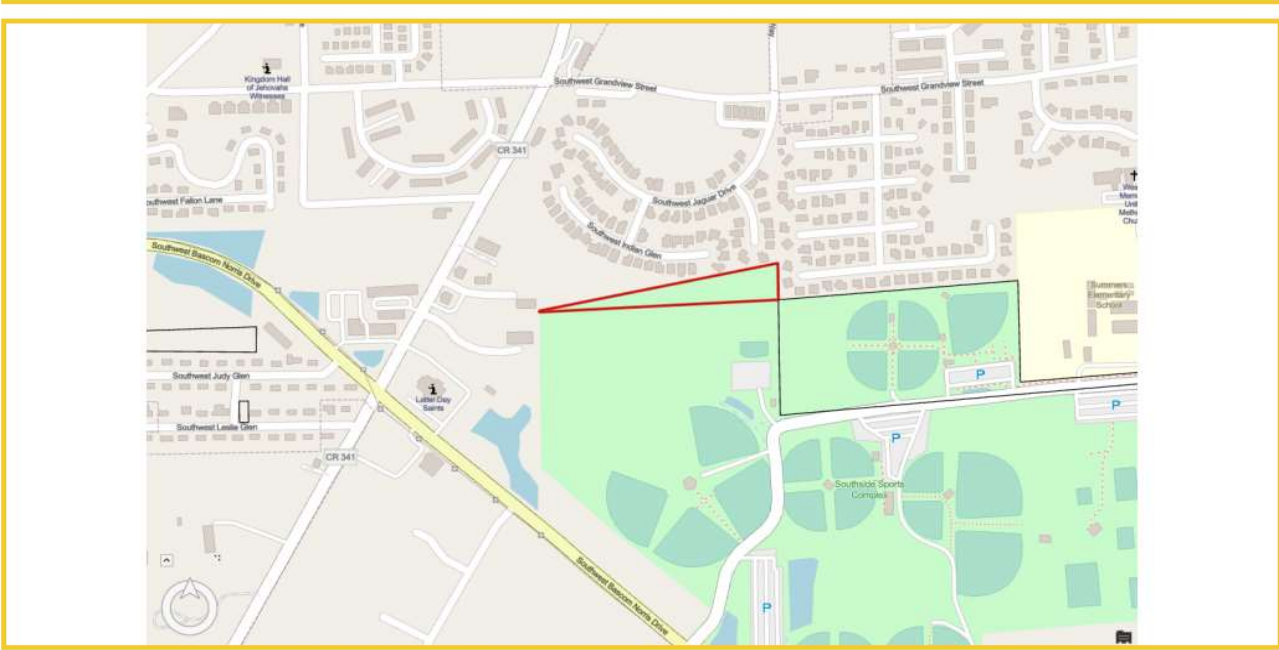 Kingdom Hall
of Jehovahs
Witnesses
Southwest Grandview Street
Southwest Grandview Street
CR 341
Southwest Jaguar Drive
Southwest Indian Glen
outhwest Fallon Lane
Southwest Bascom Norris Drive
Summers
Elementary
School
Southwest Judy Glen
Latter Day
Saints
P
P
Southwest Leslie Glen
P
CR 341
Southside Sports
Complex
Southwest Bascom Norris Drive
P